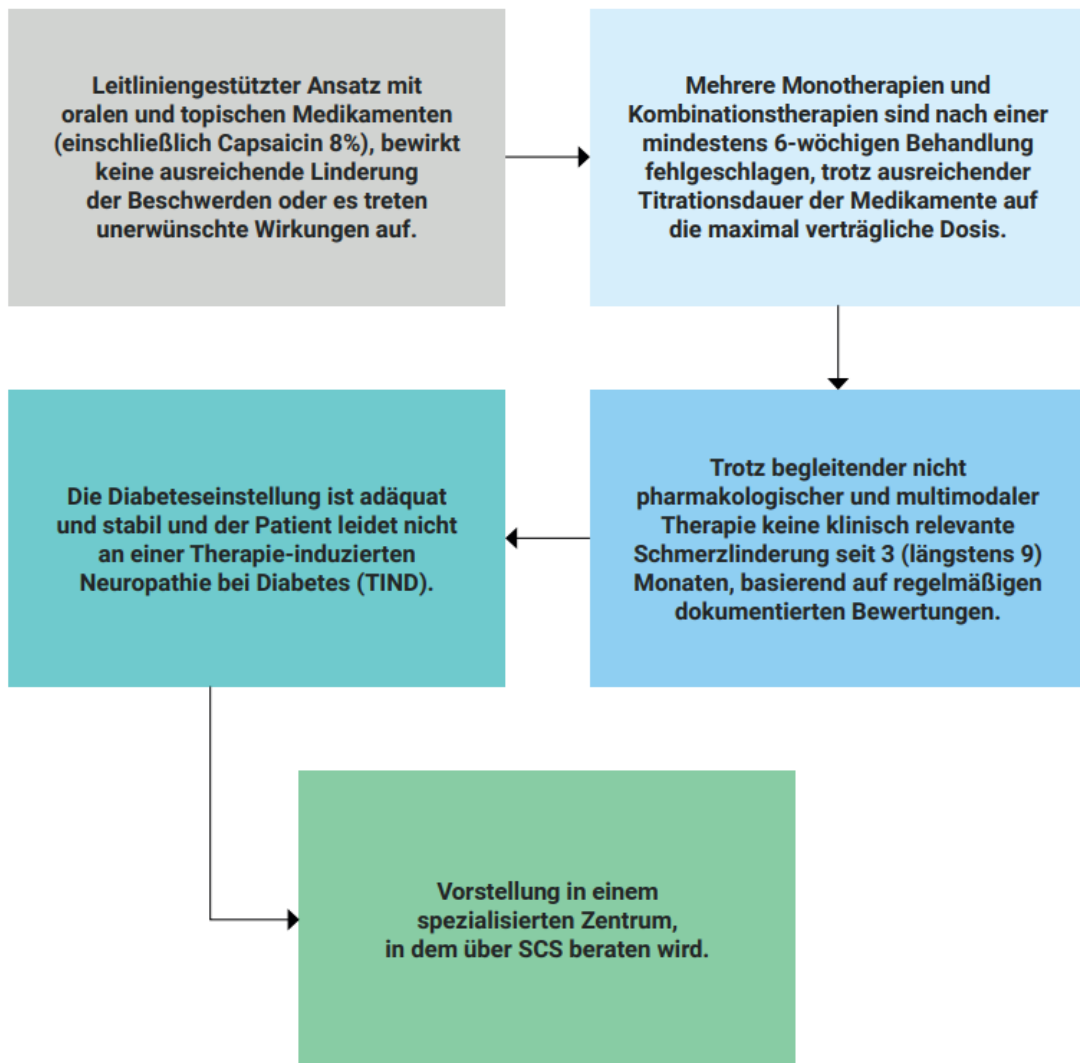 Leitliniengestützter Ansatz mit
oralen und topischen Medikamenten
(einschließlich Capsaicin 8%), bewirkt
keine ausreichende Linderung
der Beschwerden oder es treten
unerwünschte Wirkungen auf.
Mehrere Monotherapien und
Kombinationstherapien sind nach einer
mindestens 6-wöchigen Behandlung
fehlgeschlagen, trotz ausreichender
Titrationsdauer der Medikamente auf
die maximal verträgliche Dosis.
Trotz begleitender nicht
pharmakologischer und multimodaler
Therapie keine klinisch relevante
Schmerzlinderung seit 3 (längstens 9)
Monaten, basierend auf regelmäßigen
dokumentierten Bewertungen.
Die Diabeteseinstellung ist adäquat
und stabil und der Patient leidet nicht
an einer Therapie-induzierten
Neuropathie bei Diabetes (TIND).
Vorstellung in einem
spezialisierten Zentrum,
in dem über SCS beraten wird.